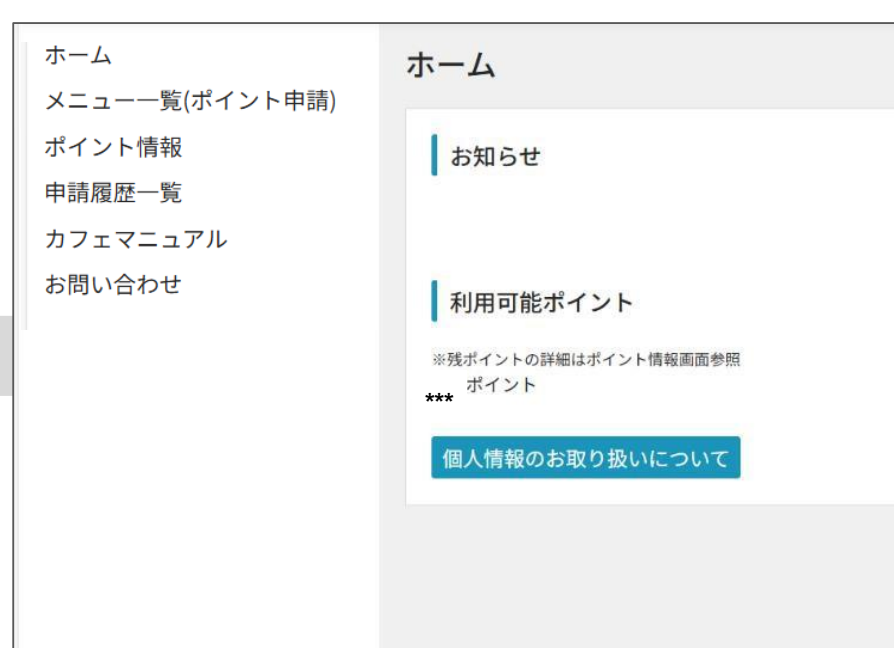 ホーム
メニュー一覧(ポイント申請)
ポイント情報
申請履歴一覧
カフェマニュアル
お問い合わせ
ホーム
お知らせ
利用可能ポイント
※残ポイントの詳細はポイント情報画面参照
*** ポイント
個人情報のお取り扱いについて